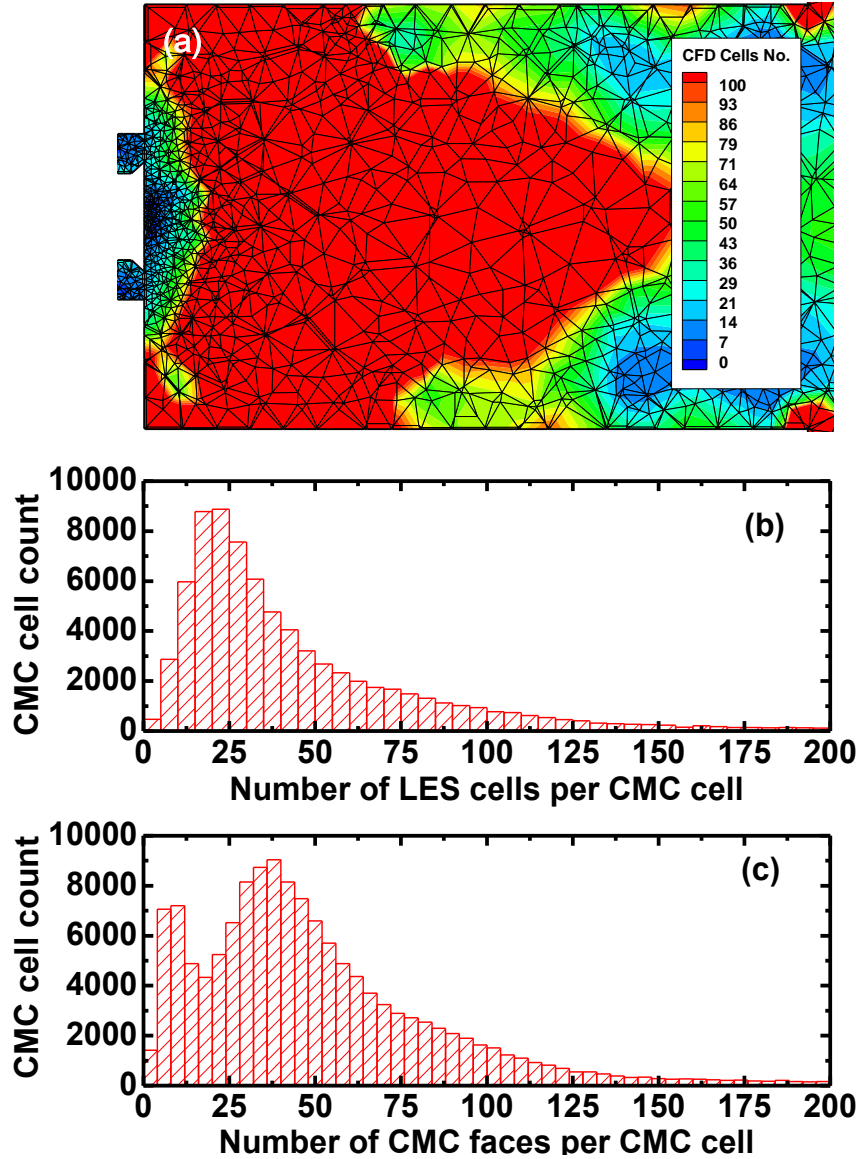 (a)
CFD Cells No.
100
93
86
79
71
64
57
50
43
36
29
21
14
7
0
10000
8000
6000
4000
2000
0
CMC cell count
(b)
0 25 50 75 100 125 150 175 200
Number of LES cells per CMC cell
10000
8000
6000
4000
2000
0
CMC cell count
(c)
0 25 50 75 100 125 150 175 200
Number of CMC faces per CMC cell